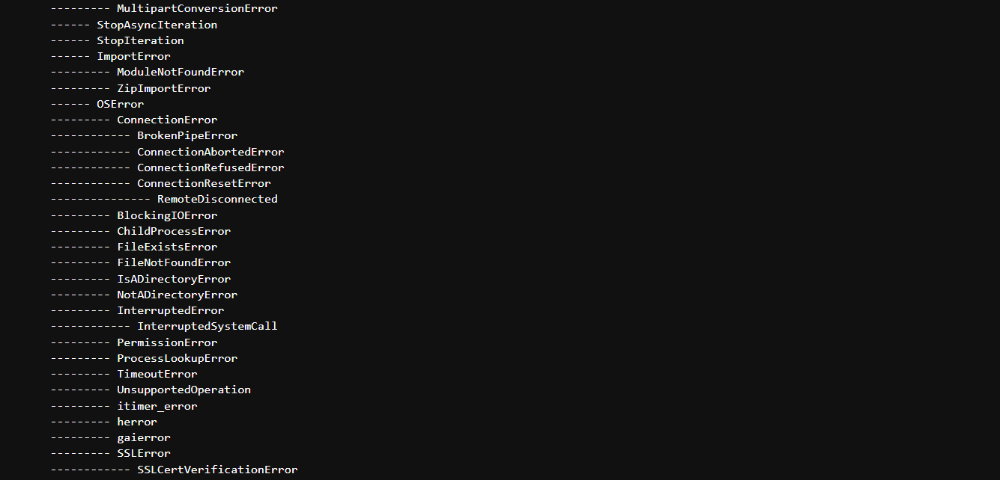 --------- MultipartConversionError
------ StopAsyncIteration
------ StopIteration
------ ImportError
--------- ModuleNotFoundError
--------- ZipImportError
------ OSError
--------- ConnectionError
------------ BrokenPipeError
------------ ConnectionAbortedError
------------ ConnectionRefusedError
------------ ConnectionResetError
--------------- RemoteDisconnected
--------- BlockingIOError
--------- ChildProcessError
--------- FileExistsError
--------- FileNotFoundError
--------- IsADirectoryError
--------- NotADirectoryError
--------- InterruptedError
------------ InterruptedSystemCall
--------- PermissionError
--------- ProcessLookupError
--------- TimeoutError
--------- UnsupportedOperation
--------- itimer_error
--------- herror
--------- gaierror
--------- SSLError
------------ SSLCertVerificationError